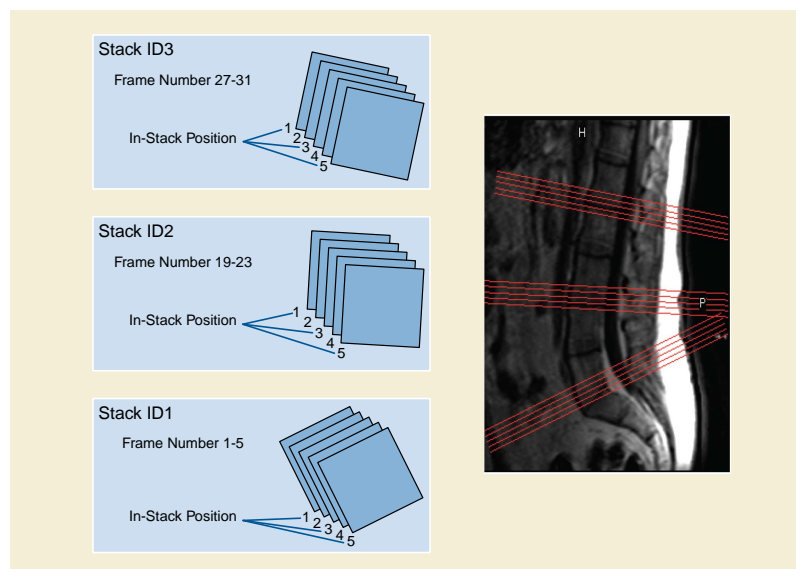 Stack ID3
Frame Number 27-31
In-Stack Position
1
2
3
4
5
Stack ID2
Frame Number 19-23
In-Stack Position
1
2
3
4
5
Stack ID1
Frame Number 1-5
In-Stack Position
1
2
3
4
5
H
P